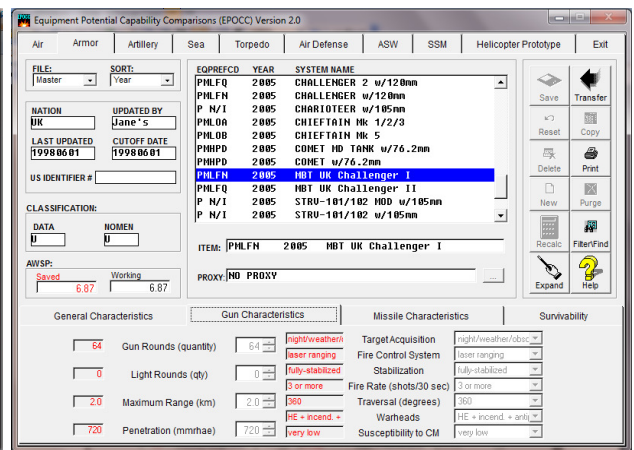 Equipment Potential Capability Comparisons (EPOCC) Version 2.0
Air Armor Artillery Sea Torpedo Air Defense ASW SSM Helicopter Prototype Exit
FILE: SORT:
Master Year
NATION UPDATED BY
UK Jane's
LAST UPDATED CUTOFF DATE
19980601 19980601
US IDENTIFIER #
CLASSIFICATION:
DATA NOMEN
U U
AWSP:
Saved Working
6.87 6.87
EQPREFCD YEAR SYSTEM NAME
PMLFQ 2005 CHALLENGER 2 w/120mm
PMLFN 2005 CHALLENGER w/120mm
P N/I 2005 CHARIOTEER w/105mm
PMLOA 2005 CHIEFTAIN Mk 1/2/3
PMLOB 2005 CHIEFTAIN Mk 5
PMHPD 2005 COMET MD TANK w/76.2mm
PMHPD 2005 COMET w/76.2mm
PMLFN 2005 MBT UK Challenger I
PMLFQ 2005 MBT UK Challenger II
P N/I 2005 STRV-101/102 MOD w/105mm
P N/I 2005 STRV-101/102 w/105mm
ITEM: PMLFN 2005 MBT UK Challenger I
PROXY: NO PROXY ...
Save Transfer
Reset Copy
Delete Print
New Purge
Recalc Filter\Find
Expand Help
General Characteristics Gun Characteristics Missile Characteristics Survivability
64 Gun Rounds (quantity) 64 night/weather/ Target Acquisition night/weather/obsc
laser ranging Fire Control System laser ranging
0 Light Rounds (qty) 0 fully-stabilized Stabilization fully-stabilized
3 or more Fire Rate (shots/30 sec) 3 or more
2.0 Maximum Range (km) 2.0 360 Traversal (degrees) 360
HE + incend. + Warheads HE + incend. + anti
720 Penetration (mmrhae) 720 very low Susceptibility to CM very low